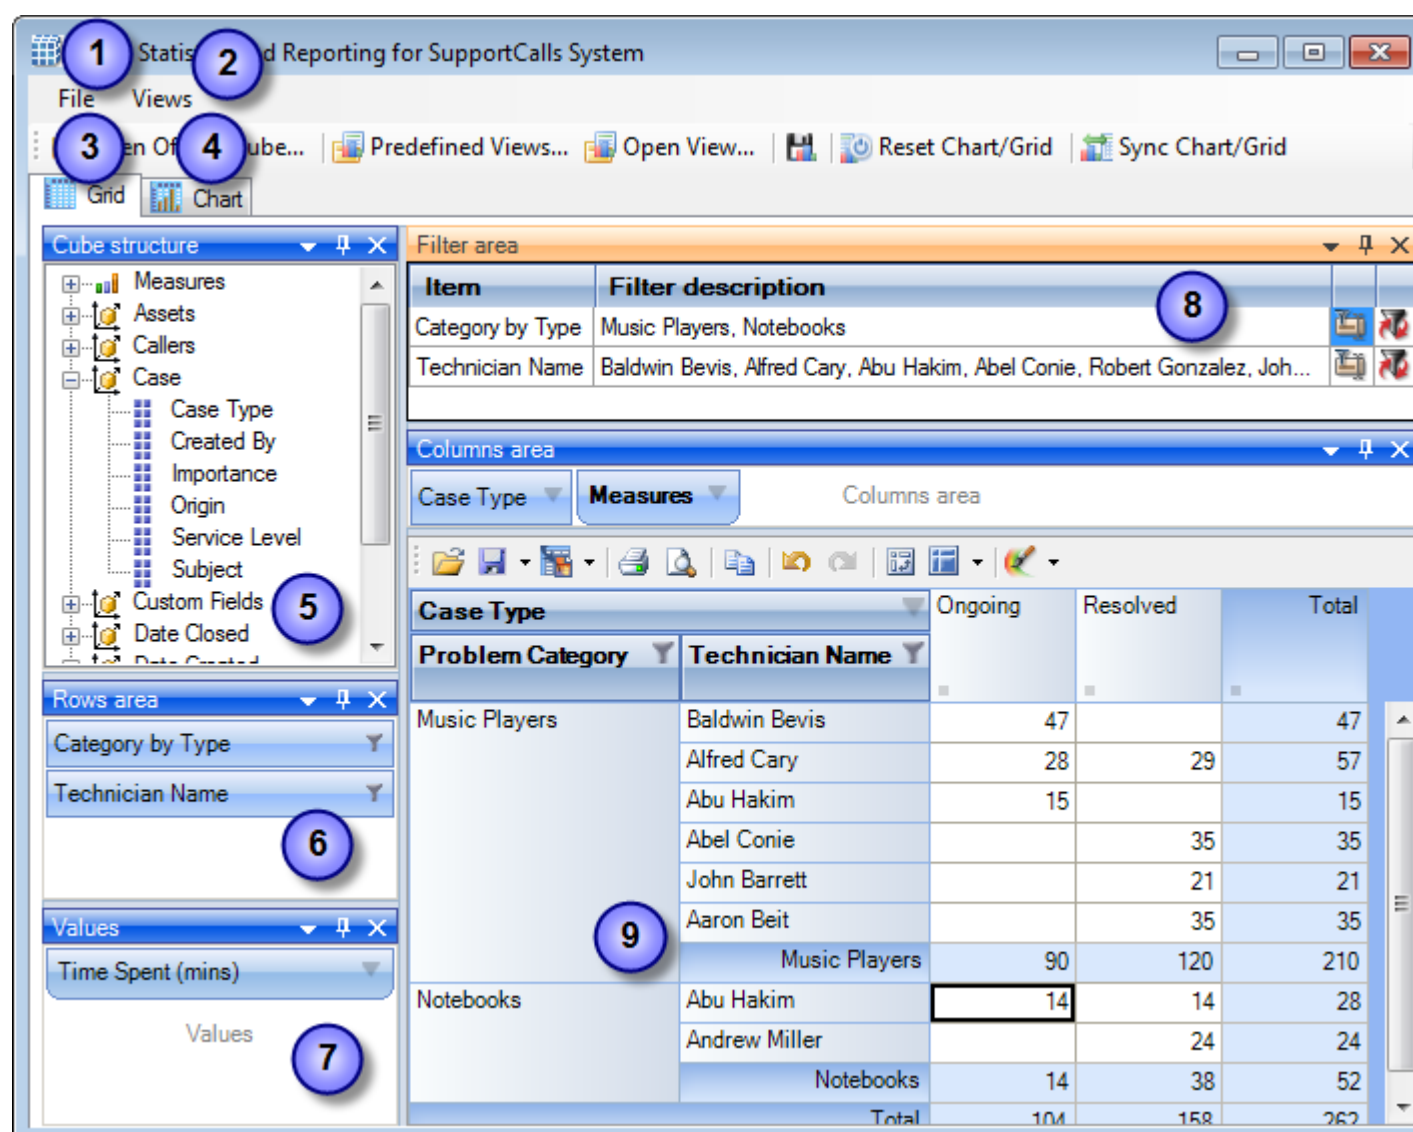 1 Statis 2 d Reporting for SupportCalls System
File Views
3 en Of 4 ube... Predefined Views... Open View... Reset Chart/Grid Sync Chart/Grid
Grid Chart
Cube structure
Measures
Assets
Callers
Case
Case Type
Created By
Importance
Origin
Service Level
Subject
Custom Fields 5
Date Closed
Date Created
Rows area
Category by Type
Technician Name
6
Values
Time Spent (mins)
Values
7
Filter area
Item Filter description 8
Category by Type Music Players, Notebooks
Technician Name Baldwin Bevis, Alfred Cary, Abu Hakim, Abel Conie, Robert Gonzalez, Joh...
Columns area
Case Type Measures Columns area
Case Type Ongoing Resolved Total
Problem Category Technician Name
Music Players Baldwin Bevis 47 47
Alfred Cary 28 29 57
Abu Hakim 15 15
Abel Conie 35 35
John Barrett 21 21
Aaron Beit 35 35
9
Music Players 90 120 210
Notebooks Abu Hakim 14 14 28
Andrew Miller 24 24
Notebooks 14 38 52
Total 104 158 262